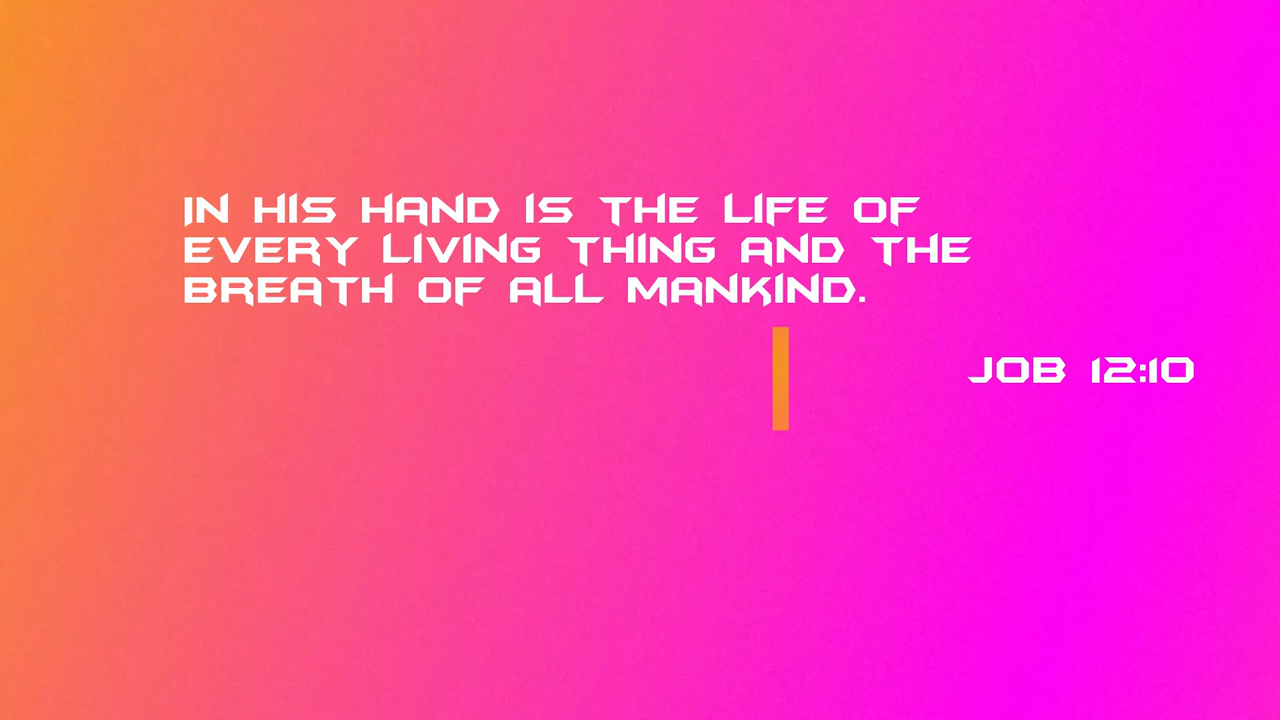 IN HIS HAND IS THE LIFE OF
EVERY LIVING THING AND THE
BREATH OF ALL MANKIND.
JOB 12:10